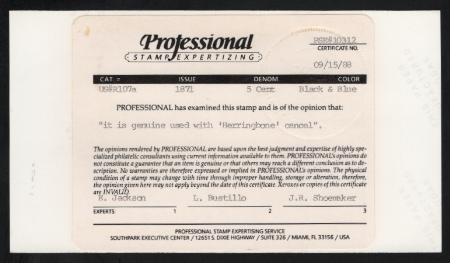 Professional
STAMP EXPERTIZING
PSE#10312
CERTIFICATE NO.
09/15/88
CAT # ISSUE DENOM COLOR
US#R107a 1871 5 Cent Black & Blue
PROFESSIONAL has examined this stamp and is of the opinion that:
"it is genuine used with 'Herringbone' cancel".
The opinions rendered by PROFESSIONAL are based upon the best judgment and expertise of highly spe-
cialized philatelic consultants using current information available to them. PROFESSIONAL'S opinions do
not constitute a guarantee that an item is genuine or that others may reach a different conclusion as to de-
scription. No warranties are therefore expressed or implied in PROFESSIONAL'S opinions. The physical
condition of a stamp may change with time through improper handling, storage or alteration, therefore,
the opinion given here may not apply beyond the date of this certificate. Xeroxes or copies of this certificate
are INVALID.
E. Jackson L. Bustillo J.R. Shoemaker
EXPERTS: 1 2 3
PROFESSIONAL STAMP EXPERTISING SERVICE
SOUTHPARK EXECUTIVE CENTER / 12651 S. DIXIE HIGHWAY / SUITE 326 / MIAMI, FL 33156 / USA